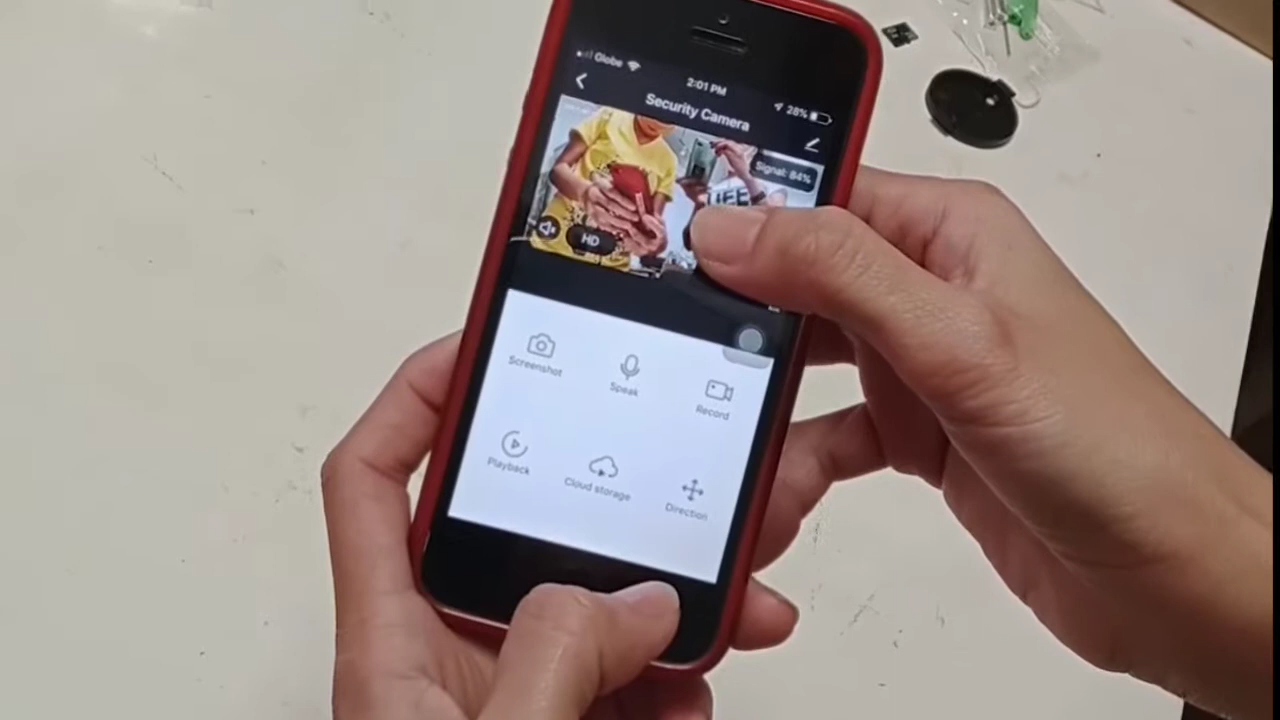 Globe
2:01 PM
28%
Security Camera
Signal: 84%
HD
Screenshot
Speak
Record
Playback
Cloud storage
Direction